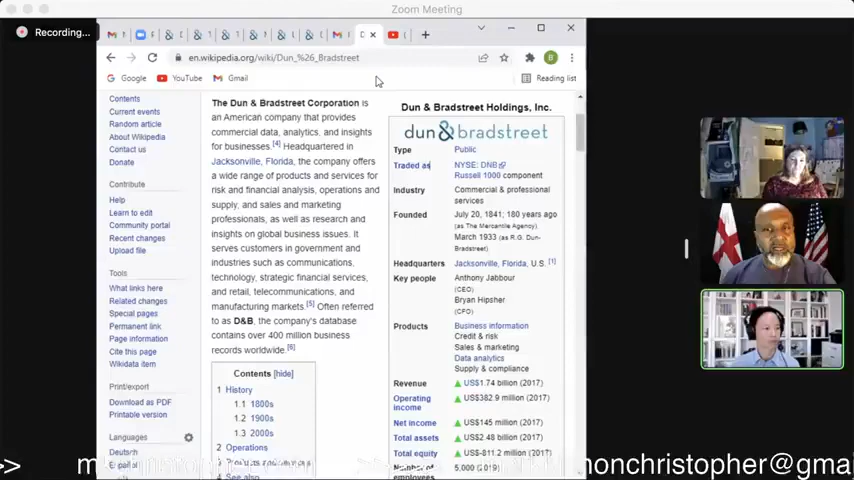 Zoom Meeting
Recording...
en.wikipedia.org/wiki/Dun_%26_Bradstreet
Google
YouTube
Gmail
Reading list
Contents
Current events
Random article
About Wikipedia
Contact us
Donate
Contribute
Help
Learn to edit
Community portal
Recent changes
Upload file
Tools
What links here
Related changes
Special pages
Permanent link
Page information
Cite this page
Wikidata item
Print/export
Download as PDF
Printable version
Languages
Deutsch
Español
The Dun & Bradstreet Corporation is
an American company that provides
commercial data, analytics, and insights
for businesses.[4] Headquartered in
Jacksonville, Florida, the company offers
a wide range of products and services for
risk and financial analysis, operations and
supply, and sales and marketing
professionals, as well as research and
insights on global business issues. It
serves customers in government and
industries such as communications,
technology, strategic financial services,
and retail, telecommunications, and
manufacturing markets.[5] Often referred
to as D&B, the company's database
contains over 400 million business
records worldwide.[6]
Contents [hide]
1 History
1.1 1800s
1.2 1900s
1.3 2000s
2 Operations
4 See also
Dun & Bradstreet Holdings, Inc.
dun & bradstreet
Type Public
Traded as NYSE: DNB
Russell 1000 component
Industry Commercial & professional
services
Founded July 20, 1841; 180 years ago
(as The Mercantile Agency)
March 1933 (as R.G. Dun-
Bradstreet)
Headquarters Jacksonville, Florida, U.S. [1]
Key people Anthony Jabbour
(CEO)
Bryan Hipsher
(CFO)
Products Business information
Credit & risk
Sales & marketing
Data analytics
Supply & compliance
Revenue US$1.74 billion (2017)
Operating income US$382.9 million (2017)
Net income US$145 million (2017)
Total assets US$2.48 billion (2017)
Total equity US$-811.2 million (2017)
Number of employees 5,000 (2019)
>>
monchristopher@gmai